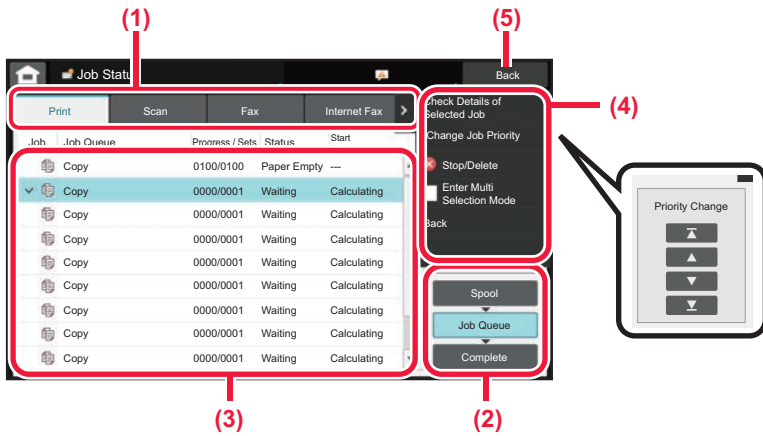 (1)
(5)
Job Status
Back
(4)
Print
Scan
Fax
Internet Fax
Check Details of
Selected Job
Change Job Priority
Stop/Delete
Enter Multi
Selection Mode
Back
Job
Job Queue
Progress / Sets
Status
Start
Copy 0100/0100 Paper Empty ---
Copy 0000/0001 Waiting Calculating
Copy 0000/0001 Waiting Calculating
Copy 0000/0001 Waiting Calculating
Copy 0000/0001 Waiting Calculating
Copy 0000/0001 Waiting Calculating
Copy 0000/0001 Waiting Calculating
Copy 0000/0001 Waiting Calculating
Copy 0000/0001 Waiting Calculating
Spool
Job Queue
Complete
Priority Change
(3)
(2)